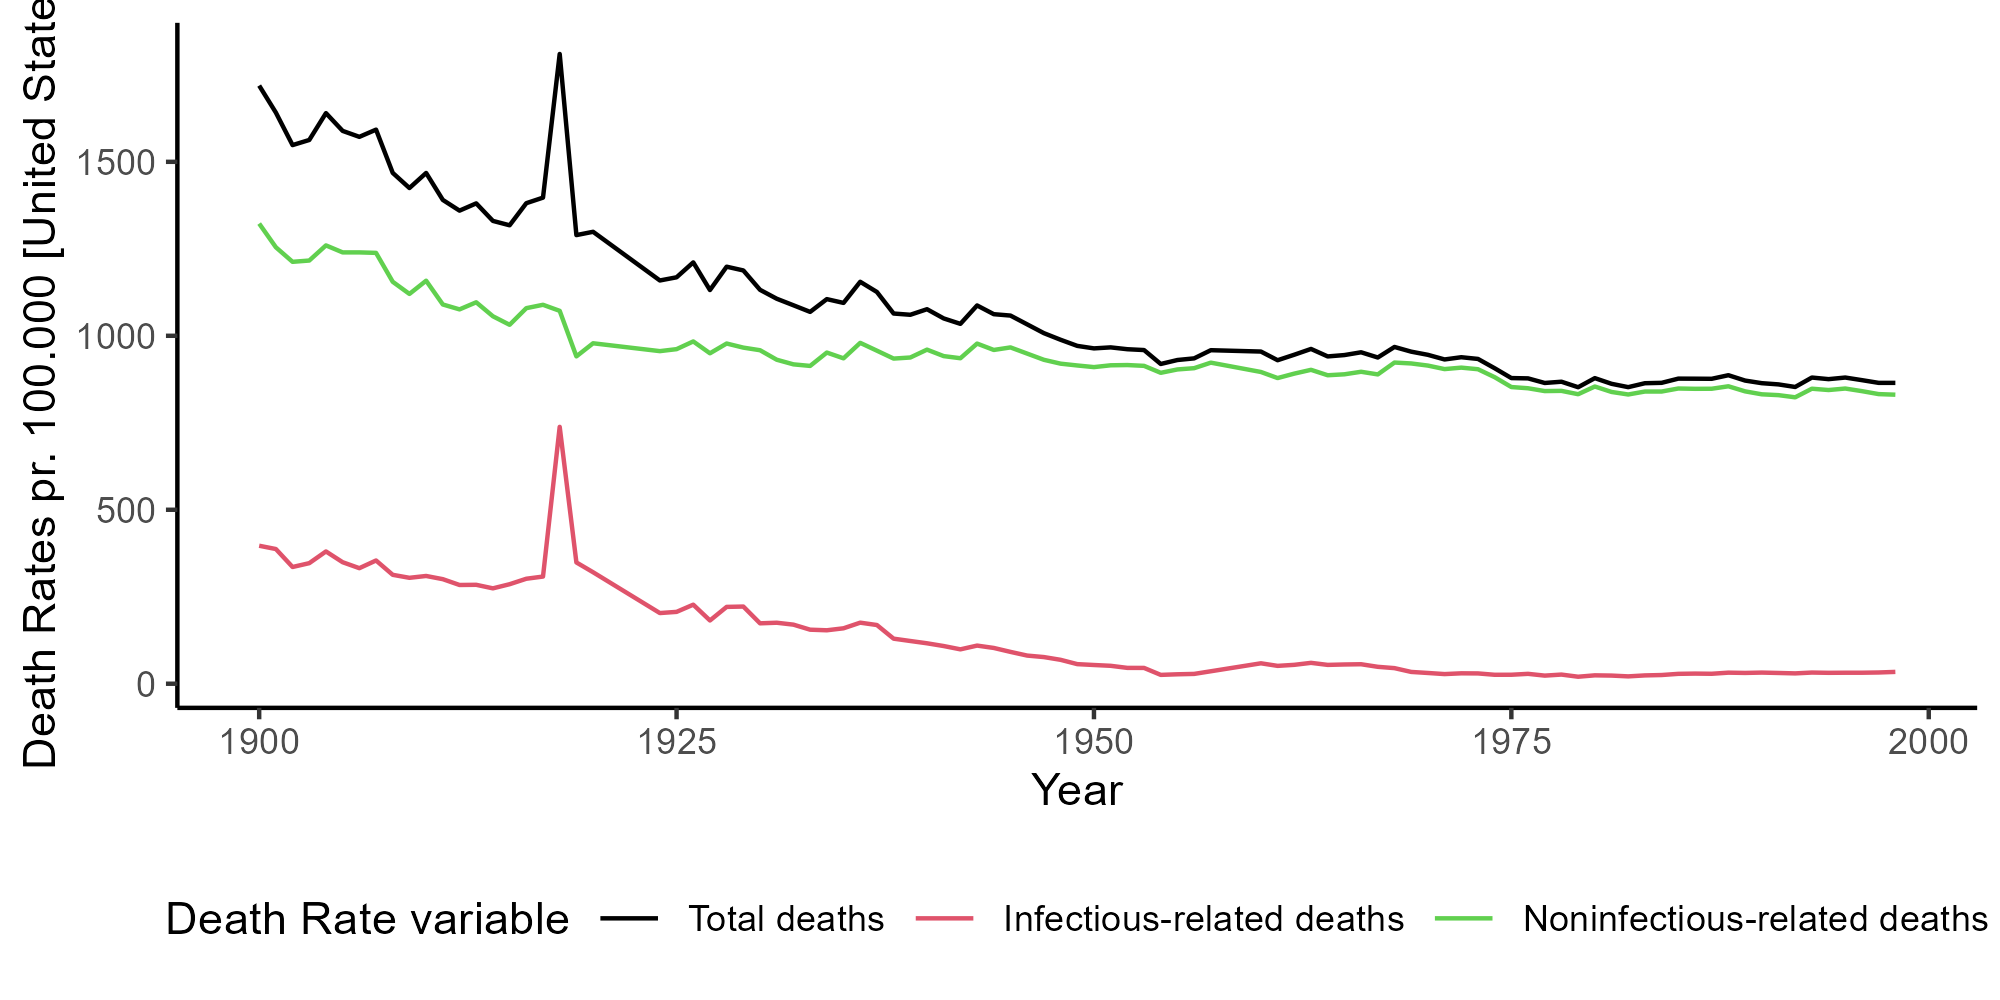 Death Rates pr. 100.000 [United State
1500
1000
500
0
1900 1925 1950 1975 2000
Year
Death Rate variable Total deaths Infectious-related deaths Noninfectious-related deaths